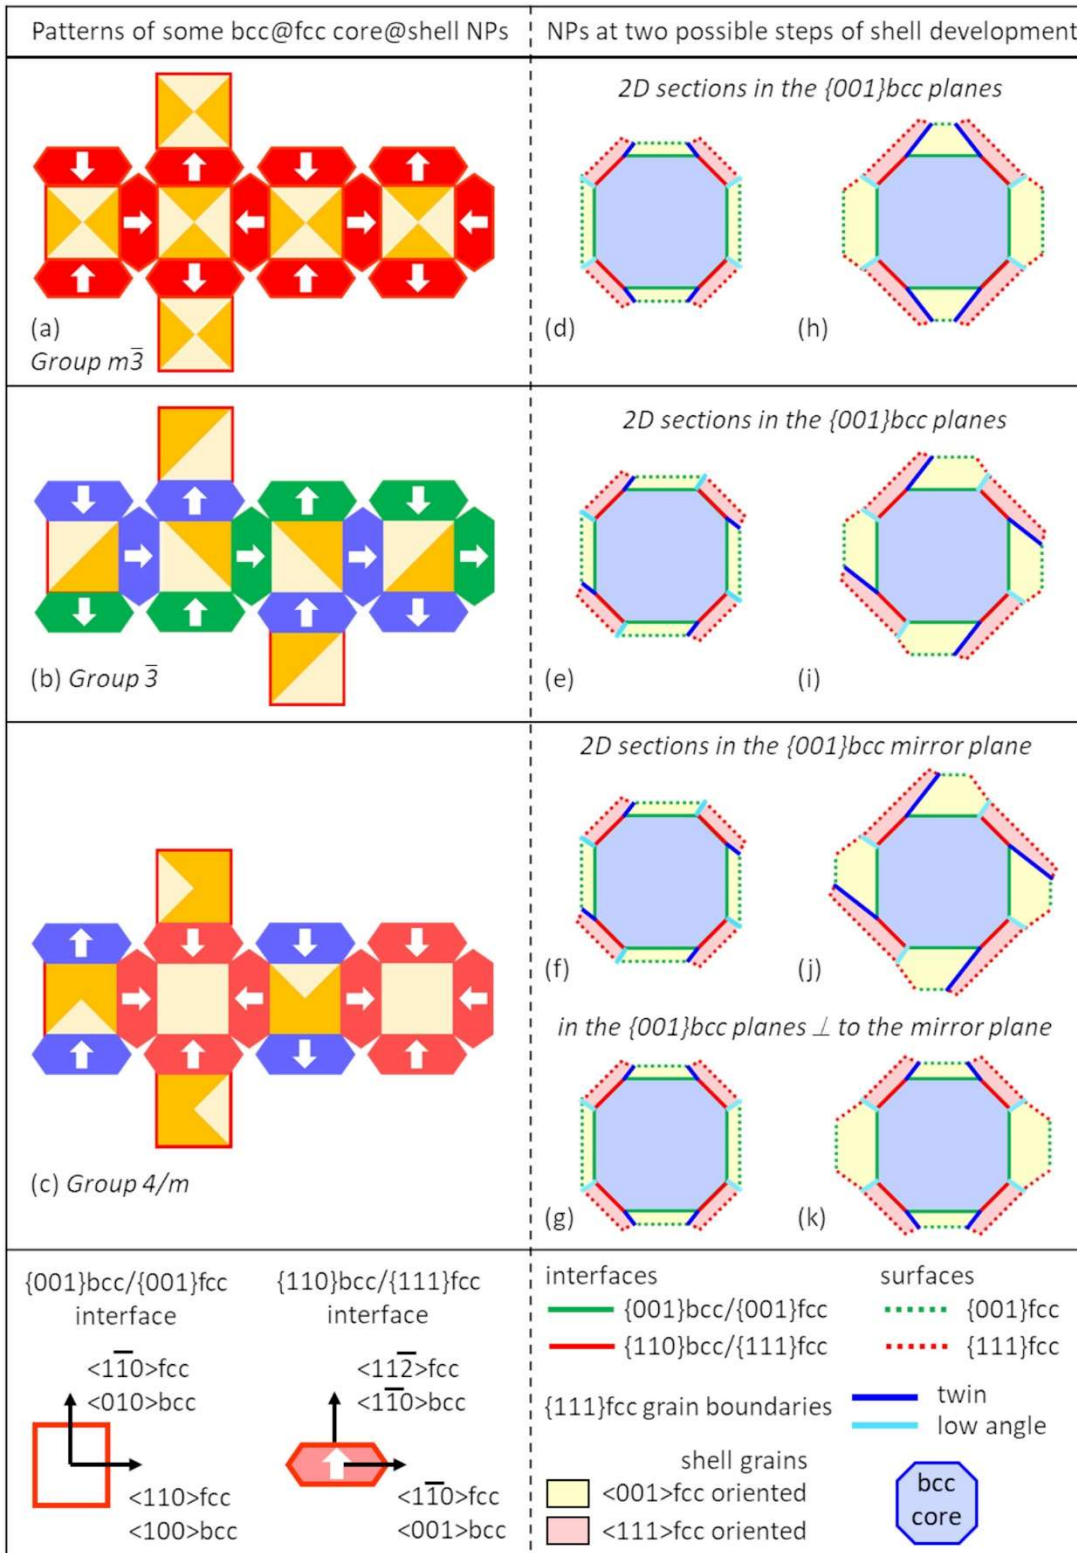 Patterns of some bcc@fcc core@shell NPs
NPs at two possible steps of shell development
2D sections in the {001}bcc planes
(a)
Group m3̅
(d)
(h)
2D sections in the {001}bcc planes
(b) Group 3̅
(e)
(i)
2D sections in the {001}bcc mirror plane
(f)
(j)
in the {001}bcc planes ⊥ to the mirror plane
(c) Group 4/m
(g)
(k)
{001}bcc/{001}fcc
interface
<11̅0>fcc
<010>bcc
<110>fcc
<100>bcc
{110}bcc/{111}fcc
interface
<112̅>fcc
<11̅0>bcc
<11̅0>fcc
<001>bcc
interfaces
{001}bcc/{001}fcc
{110}bcc/{111}fcc
surfaces
{001}fcc
{111}fcc
{111}fcc grain boundaries
twin
low angle
shell grains
<001>fcc oriented
<111>fcc oriented
bcc
core